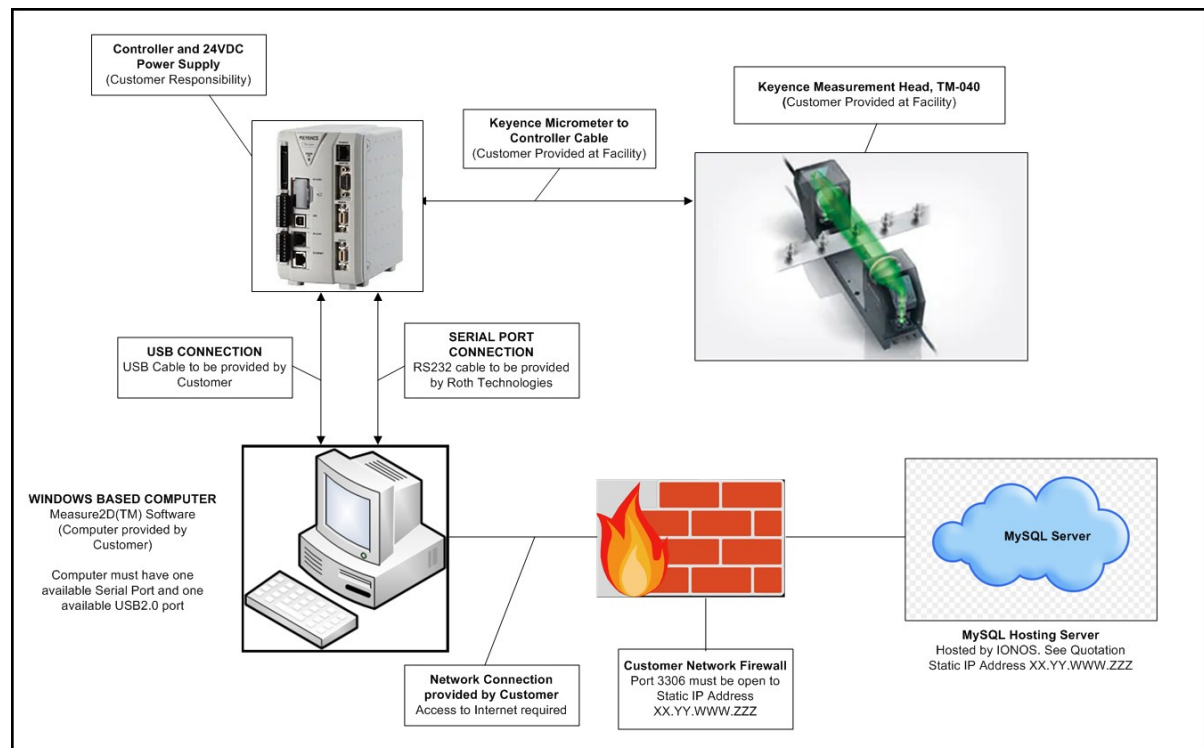 Controller and 24VDC
Power Supply
(Customer Responsibility)
Keyence Measurement Head, TM-040
(Customer Provided at Facility)
Keyence Micrometer to
Controller Cable
(Customer Provided at Facility)
KEYENCE
USB CONNECTION
USB Cable to be provided by
Customer
SERIAL PORT
CONNECTION
RS232 cable to be provided
by Roth Technologies
WINDOWS BASED COMPUTER
Measure2D(TM) Software
(Computer provided by
Customer)
Computer must have one
available Serial Port and one
available USB2.0 port
MySQL Server
MySQL Hosting Server
Hosted by IONOS. See Quotation
Static IP Address XX.YY.WWW.ZZZ
Network Connection
provided by Customer
Access to Internet required
Customer Network Firewall
Port 3306 must be open to
Static IP Address
XX.YY.WWW.ZZZ